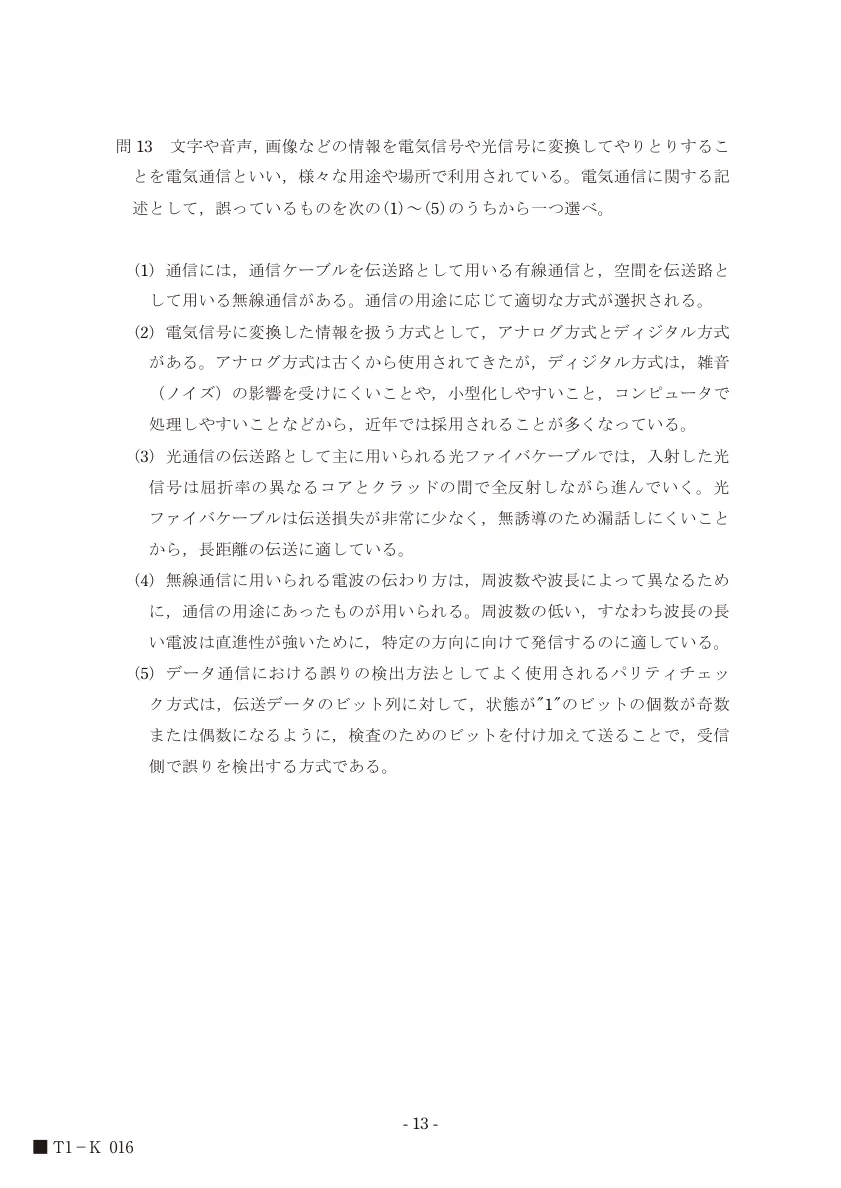 問 13　文字や音声，画像などの情報を電気信号や光信号に変換してやりとりするこ
とを電気通信といい，様々な用途や場所で利用されている。電気通信に関する記
述として，誤っているものを次の(1)～(5)のうちから一つ選べ。
(1) 通信には，通信ケーブルを伝送路として用いる有線通信と，空間を伝送路と
して用いる無線通信がある。通信の用途に応じて適切な方式が選択される。
(2) 電気信号に変換した情報を扱う方式として，アナログ方式とディジタル方式
がある。アナログ方式は古くから使用されてきたが，ディジタル方式は，雑音
（ノイズ）の影響を受けにくいことや，小型化しやすいこと，コンピュータで
処理しやすいことなどから，近年では採用されることが多くなっている。
(3) 光通信の伝送路として主に用いられる光ファイバケーブルでは，入射した光
信号は屈折率の異なるコアとクラッドの間で全反射しながら進んでいく。光
ファイバケーブルは伝送損失が非常に少なく，無誘導のため漏話しにくいこと
から，長距離の伝送に適している。
(4) 無線通信に用いられる電波の伝わり方は，周波数や波長によって異なるため
に，通信の用途にあったものが用いられる。周波数の低い，すなわち波長の長
い電波は直進性が強いために，特定の方向に向けて発信するのに適している。
(5) データ通信における誤りの検出方法としてよく使用されるパリティチェッ
ク方式は，伝送データのビット列に対して，状態が"1"のビットの個数が奇数
または偶数になるように，検査のためのビットを付け加えて送ることで，受信
側で誤りを検出する方式である。
- 13 -
■ T1－K 016